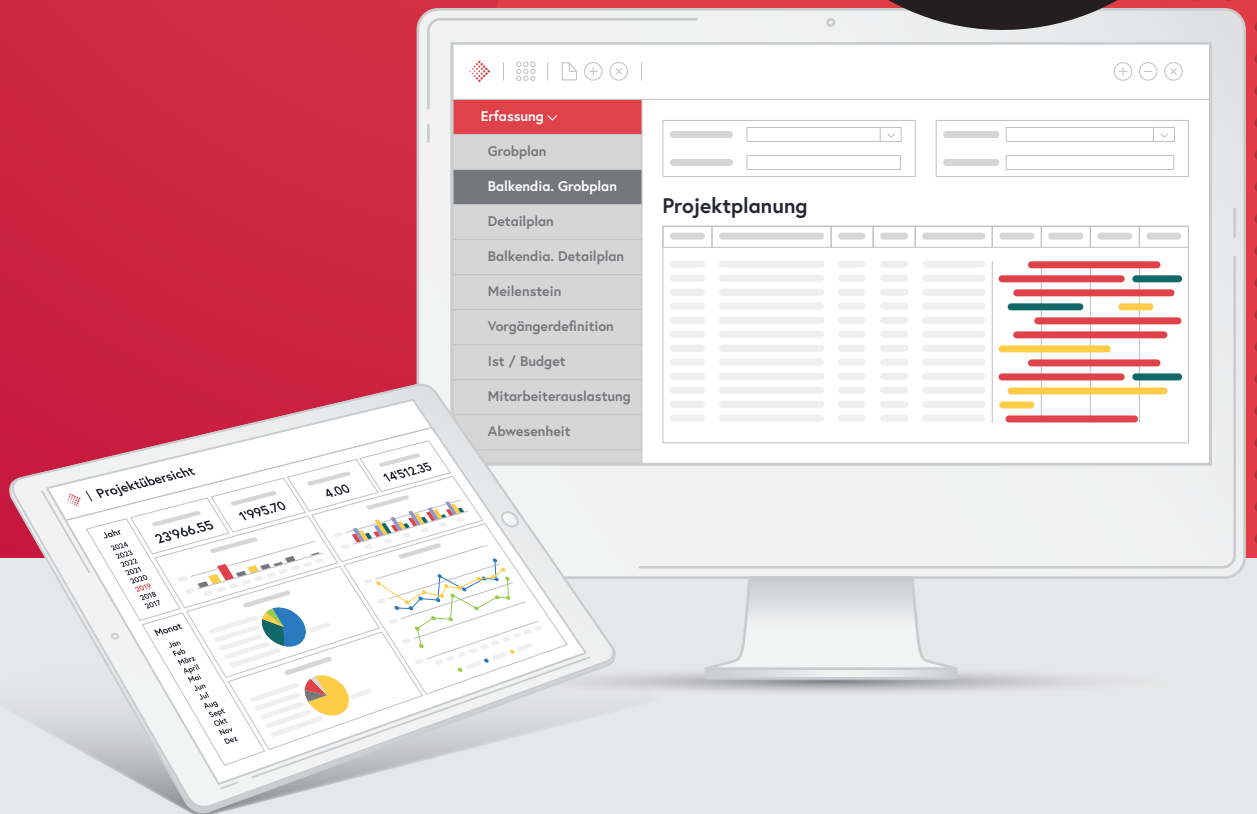 Erfassung
Grobplan
Balkendia. Grobplan
Detailplan
Balkendia. Detailplan
Meilenstein
Vorgängerdefinition
Ist / Budget
Mitarbeiterauslastung
Abwesenheit
Projektplanung
Projektübersicht
Jahr
2024
2023
2022
2021
2020
2019
2018
2017
23'966.55
1'995.70
4.00
14'512.35
Monat
Jan
Feb
März
April
Mai
Jun
Jul
Aug
Sept
Okt
Nov
Dez